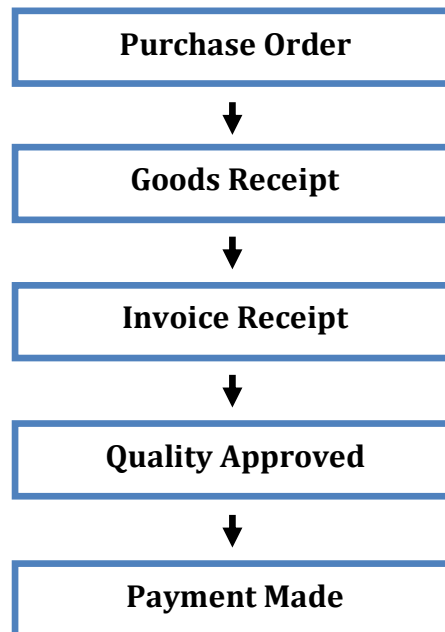 Purchase Order
Goods Receipt
Invoice Receipt
Quality Approved
Payment Made